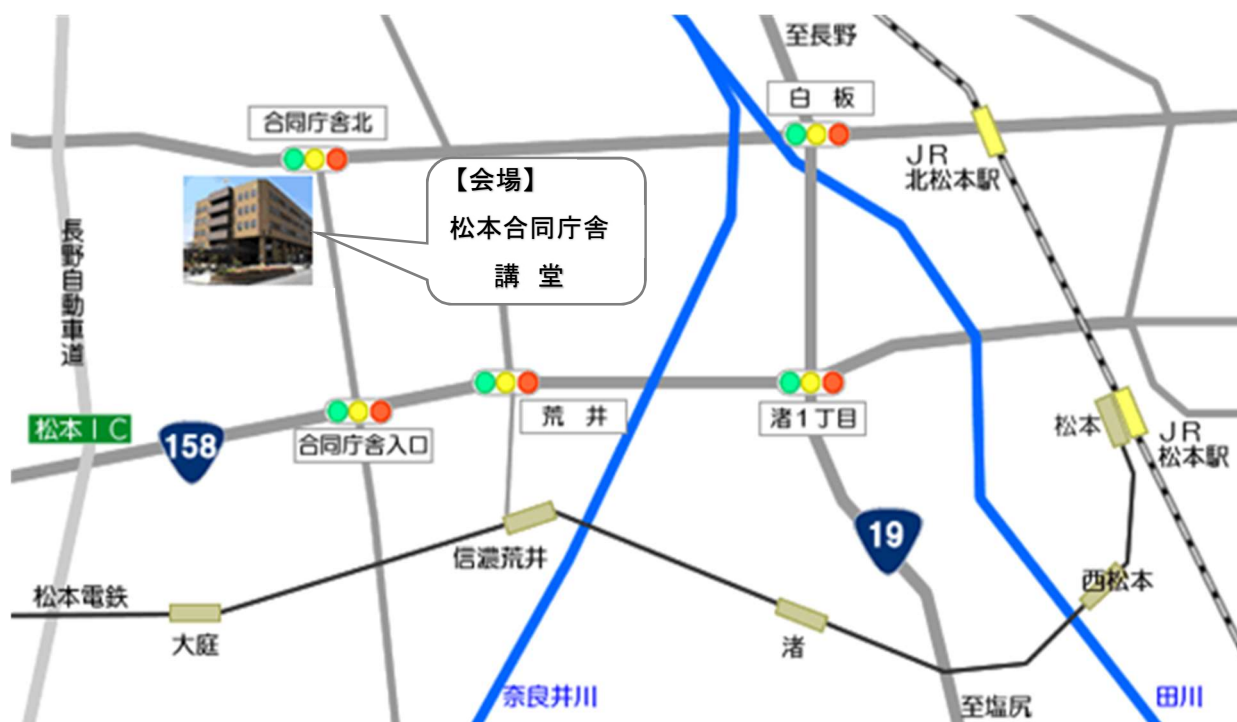 至長野
白 板
合同庁舎北
JR
北松本駅
【会場】
松本合同庁舎
講 堂
長野自動車道
松本IC
158
合同庁舎入口
荒 井
渚1丁目
松本
JR
松本駅
19
信濃荒井
西松本
松本電鉄
大庭
渚
奈良井川
至塩尻
田川